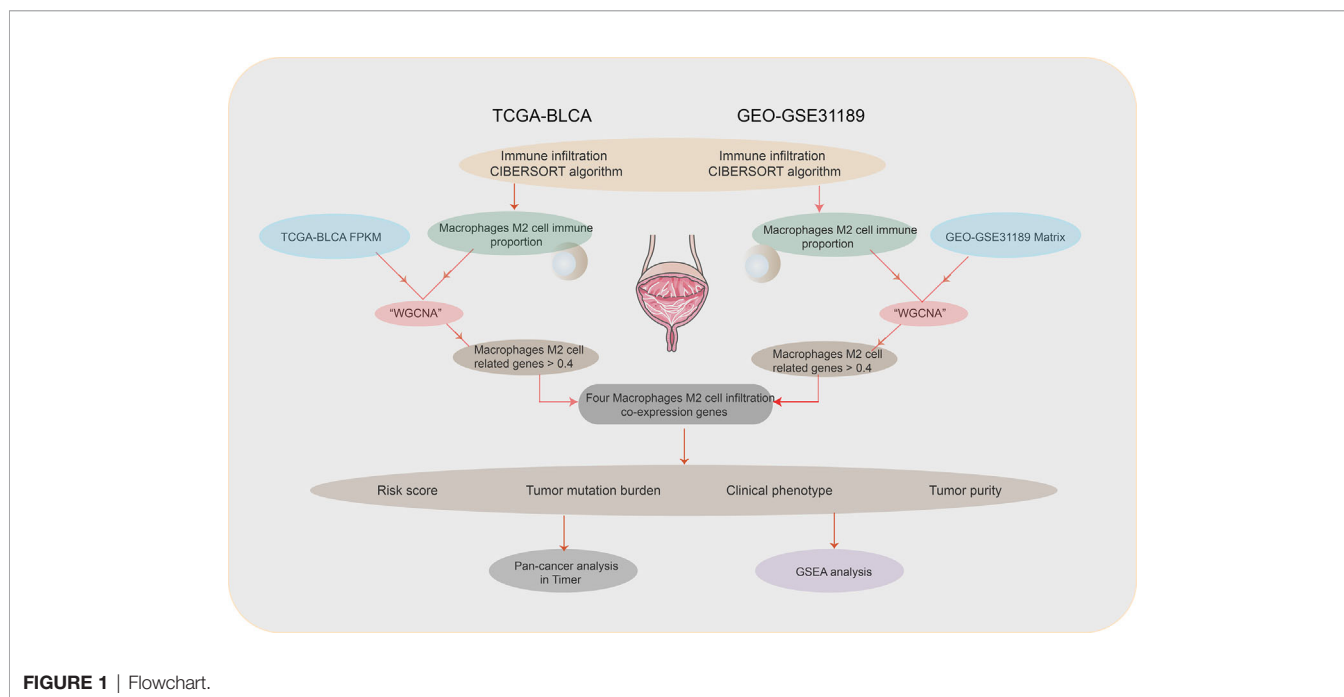 TCGA-BLCA
GEO-GSE31189
Immune infiltration
CIBERSORT algorithm
Immune infiltration
CIBERSORT algorithm
TCGA-BLCA FPKM
Macrophages M2 cell immune
proportion
Macrophages M2 cell immune
proportion
GEO-GSE31189 Matrix
“WGCNA”
“WGCNA”
Macrophages M2 cell
related genes > 0.4
Macrophages M2 cell
related genes > 0.4
Four Macrophages M2 cell infiltration
co-expression genes
Risk score
Tumor mutation burden
Clinical phenotype
Tumor purity
Pan-cancer analysis
in Timer
GSEA analysis
FIGURE 1 | Flowchart.